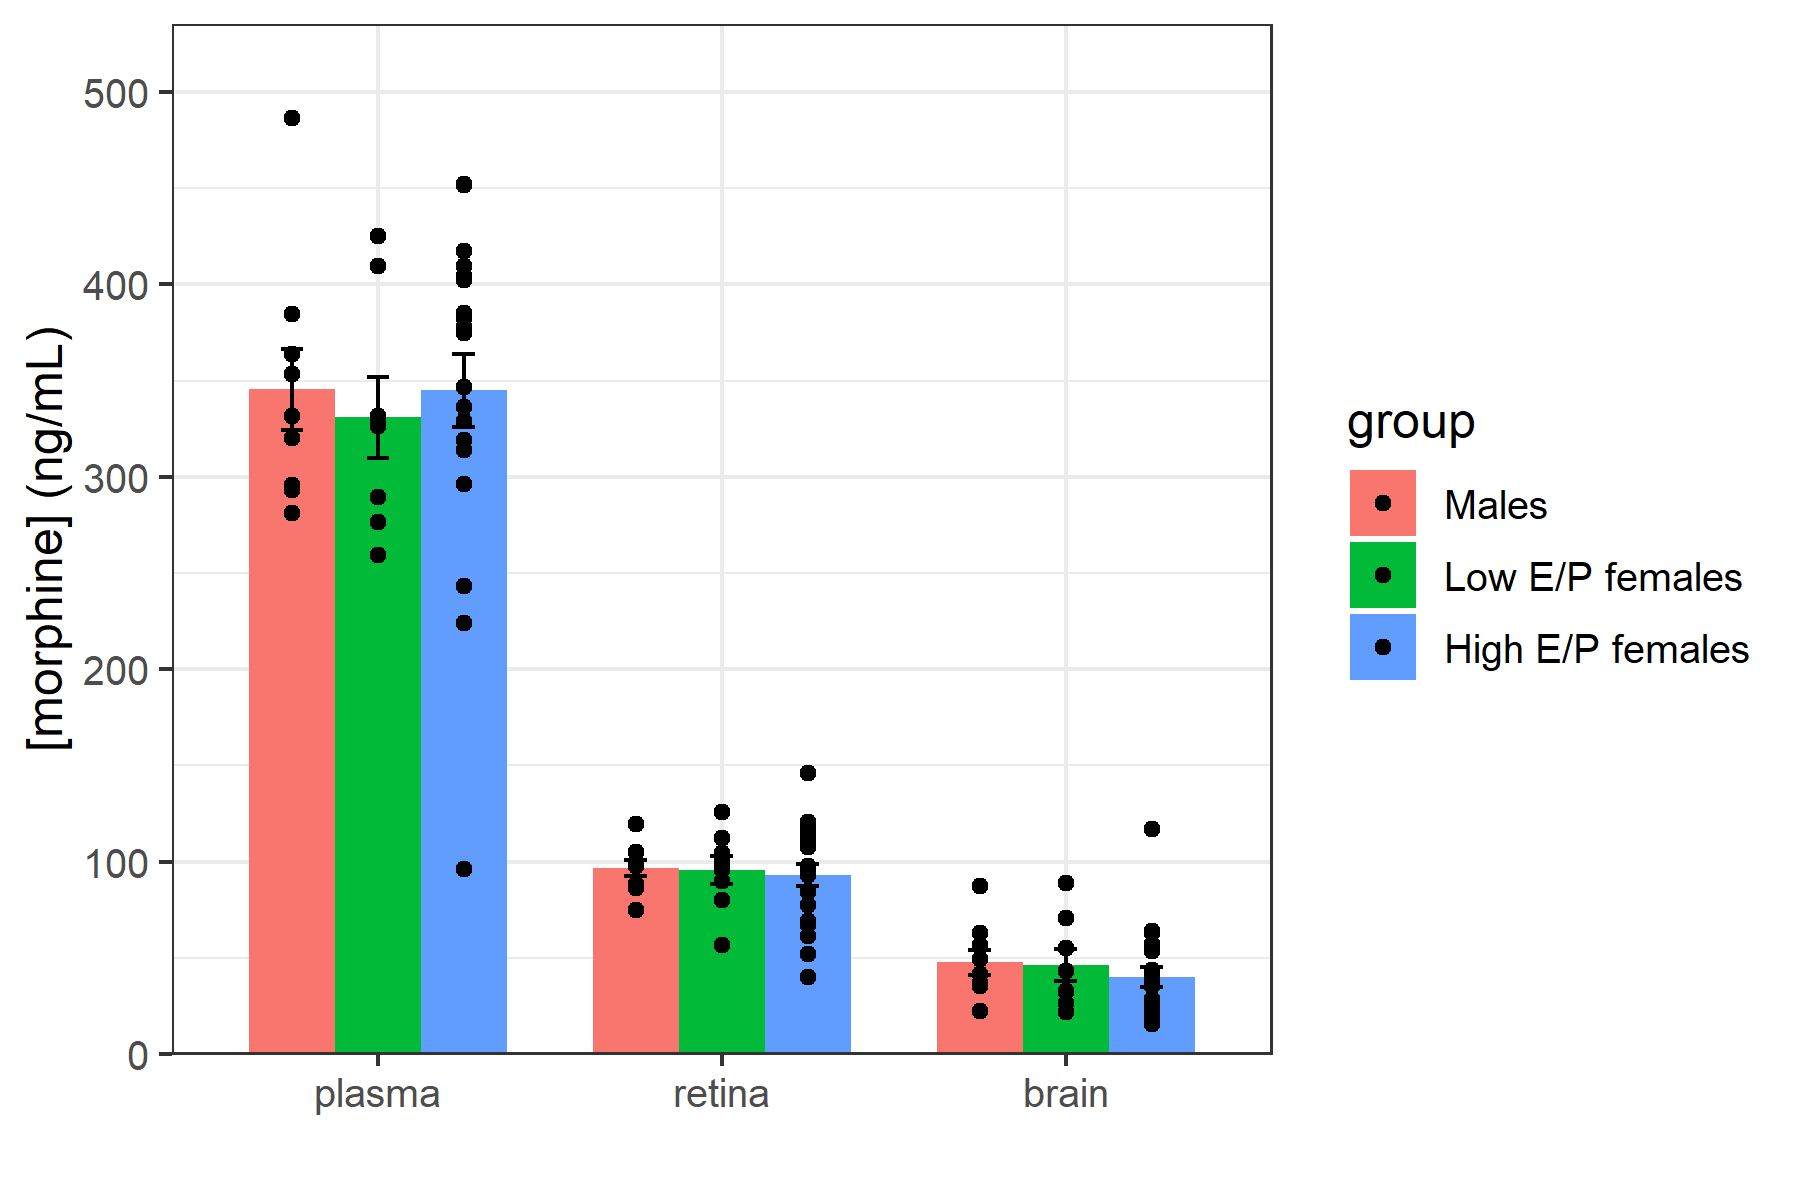 [morphine] (ng/mL)
500
400
300
200
100
0
plasma
retina
brain
group
Males
Low E/P females
High E/P females